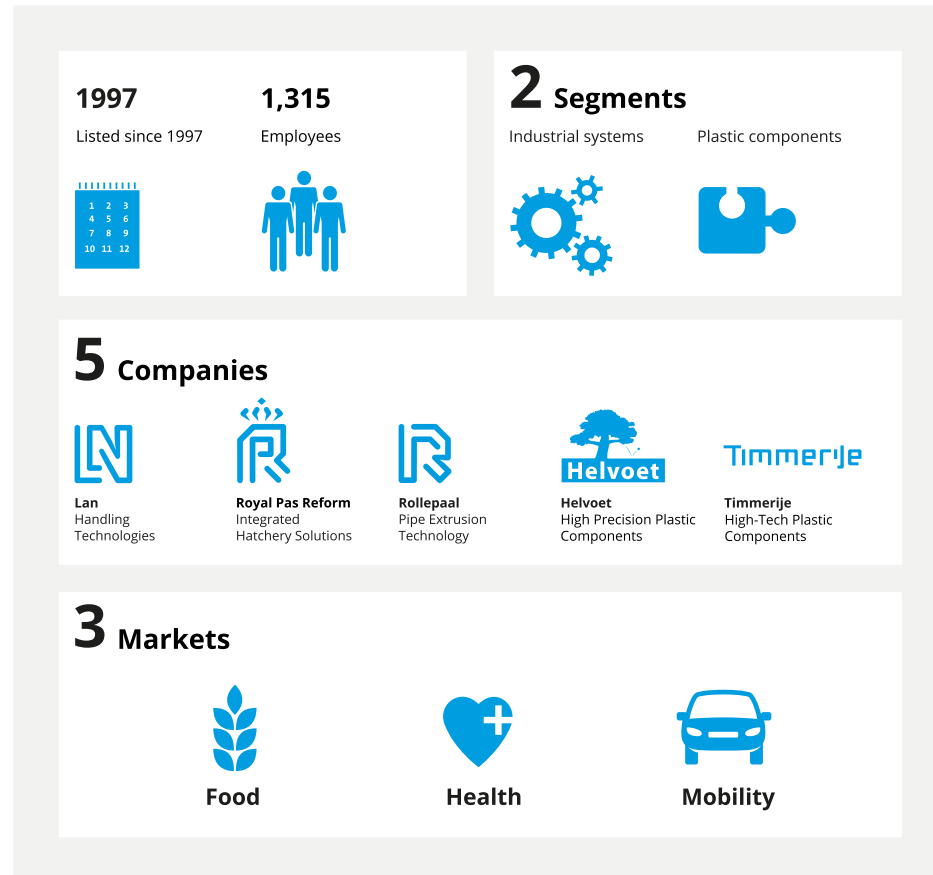 1997
Listed since 1997
1,315
Employees
1 2 3
4 5 6
7 8 9
10 11 12
2 Segments
Industrial systems
Plastic components
5 Companies
Lan
Handling
Technologies
Royal Pas Reform
Integrated
Hatchery Solutions
Rollepaal
Pipe Extrusion
Technology
Helvoet
Helvoet
High Precision Plastic
Components
Timmerije
Timmerije
High-Tech Plastic
Components
3 Markets
Food
Health
Mobility